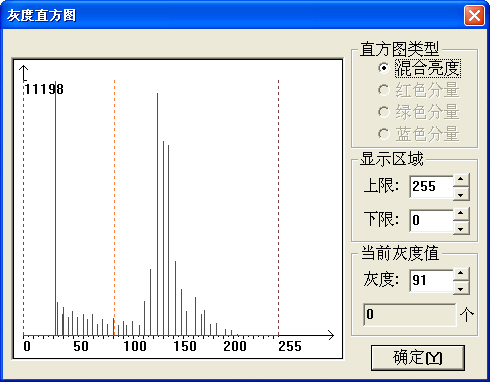 灰度直方图
11198
0 50 100 150 200 255
直方图类型
混合亮度
红色分量
绿色分量
蓝色分量
显示区域
上限: 255
下限: 0
当前灰度值
灰度: 91
0 个
确定(Y)